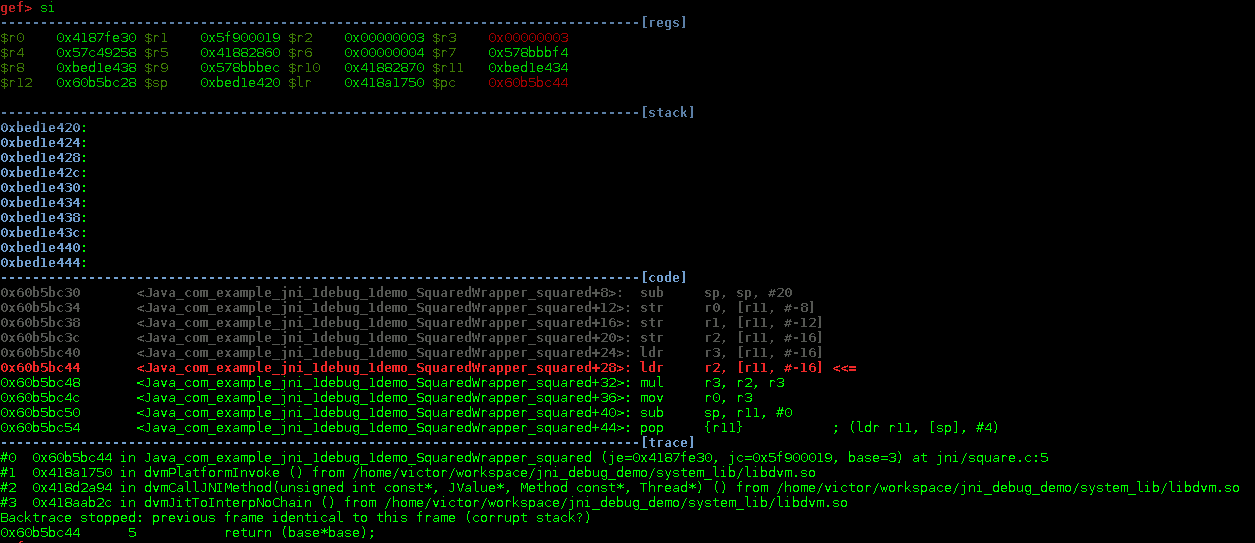 gef> si
--------------------------------------------------------------------------------[regs]
$r0 0x4187fe30 $r1 0x5f900019 $r2 0x00000003 $r3 0x00000003
$r4 0x57c49258 $r5 0x41882860 $r6 0x00000004 $r7 0x578bbbf4
$r8 0xbed1e438 $r9 0x578bbbec $r10 0x41882870 $r11 0xbed1e434
$r12 0x60b5bc28 $sp 0xbed1e420 $lr 0x418a1750 $pc 0x60b5bc44
--------------------------------------------------------------------------------[stack]
0xbed1e420:
0xbed1e424:
0xbed1e428:
0xbed1e42c:
0xbed1e430:
0xbed1e434:
0xbed1e438:
0xbed1e43c:
0xbed1e440:
0xbed1e444:
--------------------------------------------------------------------------------[code]
0x60b5bc30 <Java_com_example_jni_1debug_1demo_SquaredWrapper_squared+8>: sub sp, sp, #20
0x60b5bc34 <Java_com_example_jni_1debug_1demo_SquaredWrapper_squared+12>: str r0, [r11, #-8]
0x60b5bc38 <Java_com_example_jni_1debug_1demo_SquaredWrapper_squared+16>: str r1, [r11, #-12]
0x60b5bc3c <Java_com_example_jni_1debug_1demo_SquaredWrapper_squared+20>: str r2, [r11, #-16]
0x60b5bc40 <Java_com_example_jni_1debug_1demo_SquaredWrapper_squared+24>: ldr r3, [r11, #-16]
0x60b5bc44 <Java_com_example_jni_1debug_1demo_SquaredWrapper_squared+28>: ldr r2, [r11, #-16] <<=
0x60b5bc48 <Java_com_example_jni_1debug_1demo_SquaredWrapper_squared+32>: mul r3, r2, r3
0x60b5bc4c <Java_com_example_jni_1debug_1demo_SquaredWrapper_squared+36>: mov r0, r3
0x60b5bc50 <Java_com_example_jni_1debug_1demo_SquaredWrapper_squared+40>: sub sp, r11, #0
0x60b5bc54 <Java_com_example_jni_1debug_1demo_SquaredWrapper_squared+44>: pop {r11} ; (ldr r11, [sp], #4)
--------------------------------------------------------------------------------[trace]
#0 0x60b5bc44 in Java_com_example_jni_1debug_1demo_SquaredWrapper_squared (je=0x4187fe30, jc=0x5f900019, base=3) at jni/square.c:5
#1 0x418a1750 in dvmPlatformInvoke () from /home/victor/workspace/jni_debug_demo/system_lib/libdvm.so
#2 0x418d2a94 in dvmCallJNIMethod(unsigned int const*, JValue*, Method const*, Thread*) () from /home/victor/workspace/jni_debug_demo/system_lib/libdvm.so
#3 0x418aab2c in dvmJitToInterpNoChain () from /home/victor/workspace/jni_debug_demo/system_lib/libdvm.so
Backtrace stopped: previous frame identical to this frame (corrupt stack?)
0x60b5bc44 5 return (base*base);